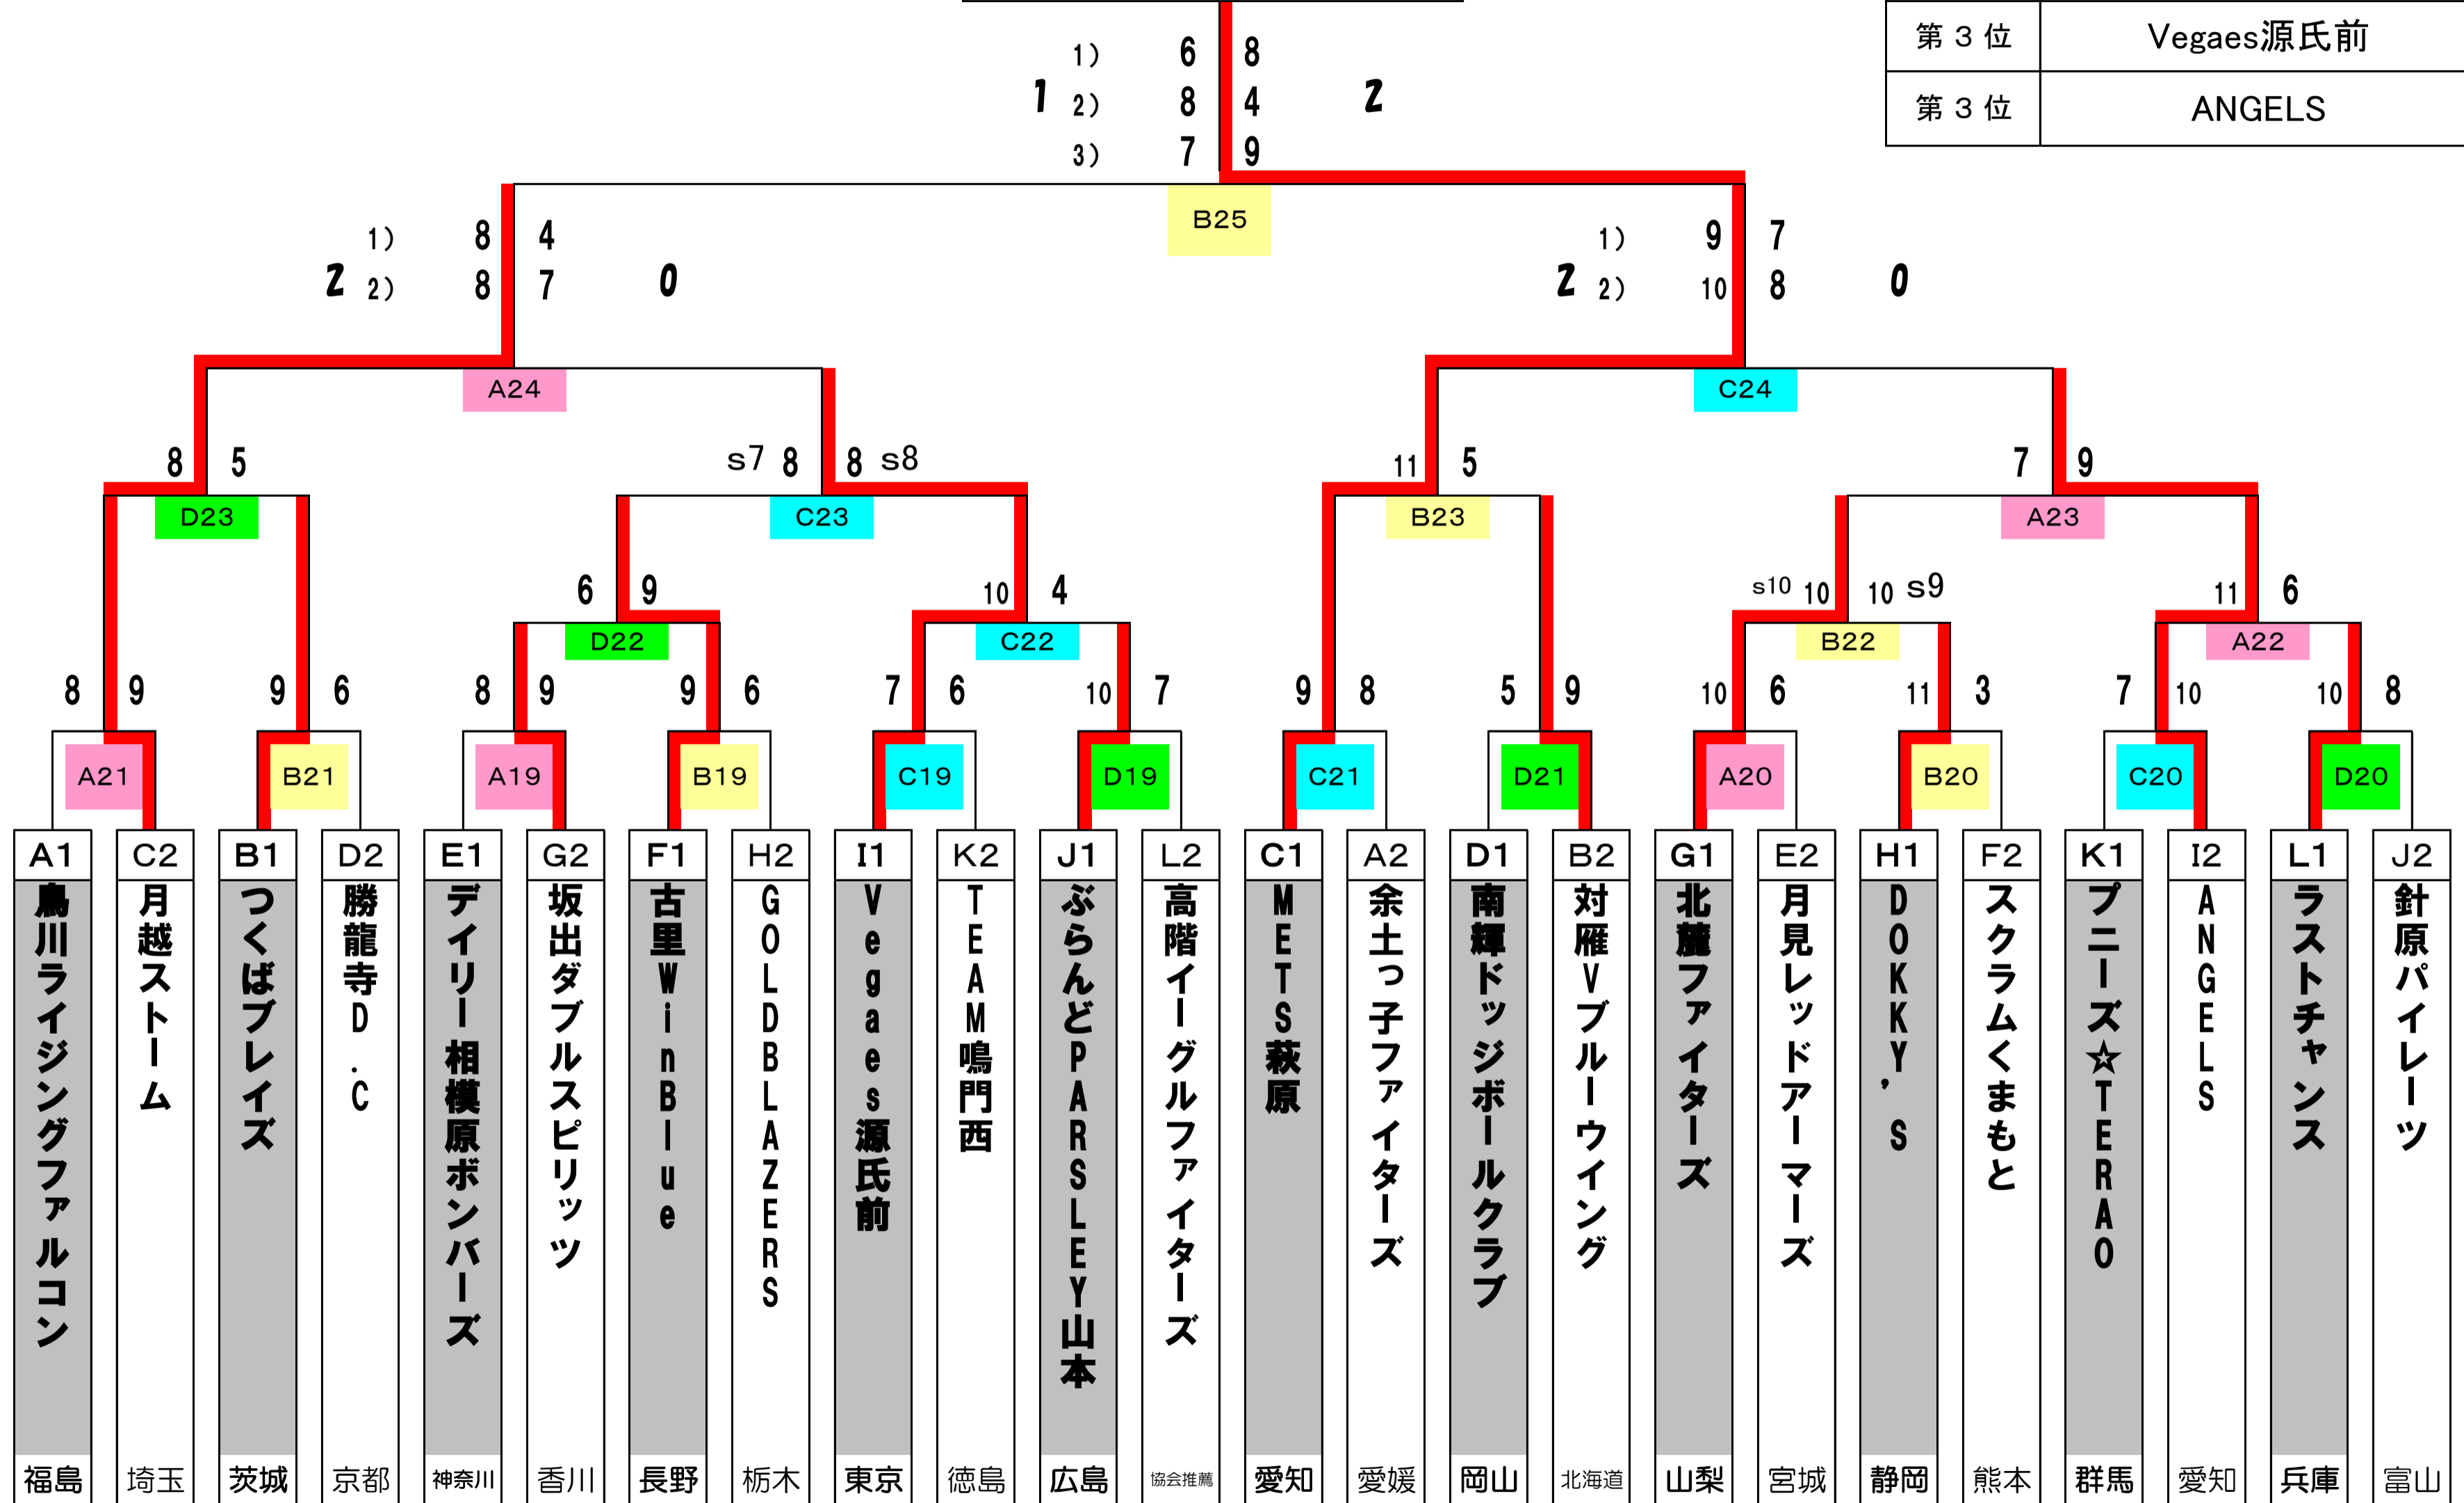 第 3 位 Vegaes源氏前
第 3 位 ANGELS
1) 6 8
1 2) 8 4 2
3) 7 9
B25
1) 8 4
2 2) 8 7 0
1) 9 7
2 2) 10 8 0
A24
C24
8 5
s7 8 8 s8
11 5
7 9
D23
C23
B23
A23
6 9
10 4
s10 10 10 s9
11 6
D22
C22
B22
A22
8 9
9 6
8 9
9 6
7 6
10 7
9 8
5 9
10 6
11 3
7 10
10 8
A21
B21
A19
B19
C19
D19
C21
D21
A20
B20
C20
D20
A1
鳥川ライジングファルコン
福島
C2
月越ストーム
埼玉
B1
つくばブレイズ
茨城
D2
勝龍寺D.C
京都
E1
デイリー相模原ボンバーズ
神奈川
G2
坂出ダブルスピリッツ
香川
F1
古里WinBlue
長野
H2
GOLDBLAZERS
栃木
I1
Vegaes源氏前
東京
K2
TEAM鳴門西
徳島
J1
ぶらんどPARSLEY山本
広島
L2
高階イーグルファイターズ
協会推薦
C1
METS萩原
愛知
A2
余土っ子ファイターズ
愛媛
D1
南輝ドッジボールクラブ
岡山
B2
対雁Vブルーウイング
北海道
G1
北麓ファイターズ
山梨
E2
月見レッドアーマーズ
宮城
H1
DOKKY'S
静岡
F2
スクラムくまもと
熊本
K1
プニーズ☆TERAO
群馬
I2
ANGELS
愛知
L1
ラストチャンス
兵庫
J2
針原パイレーツ
富山